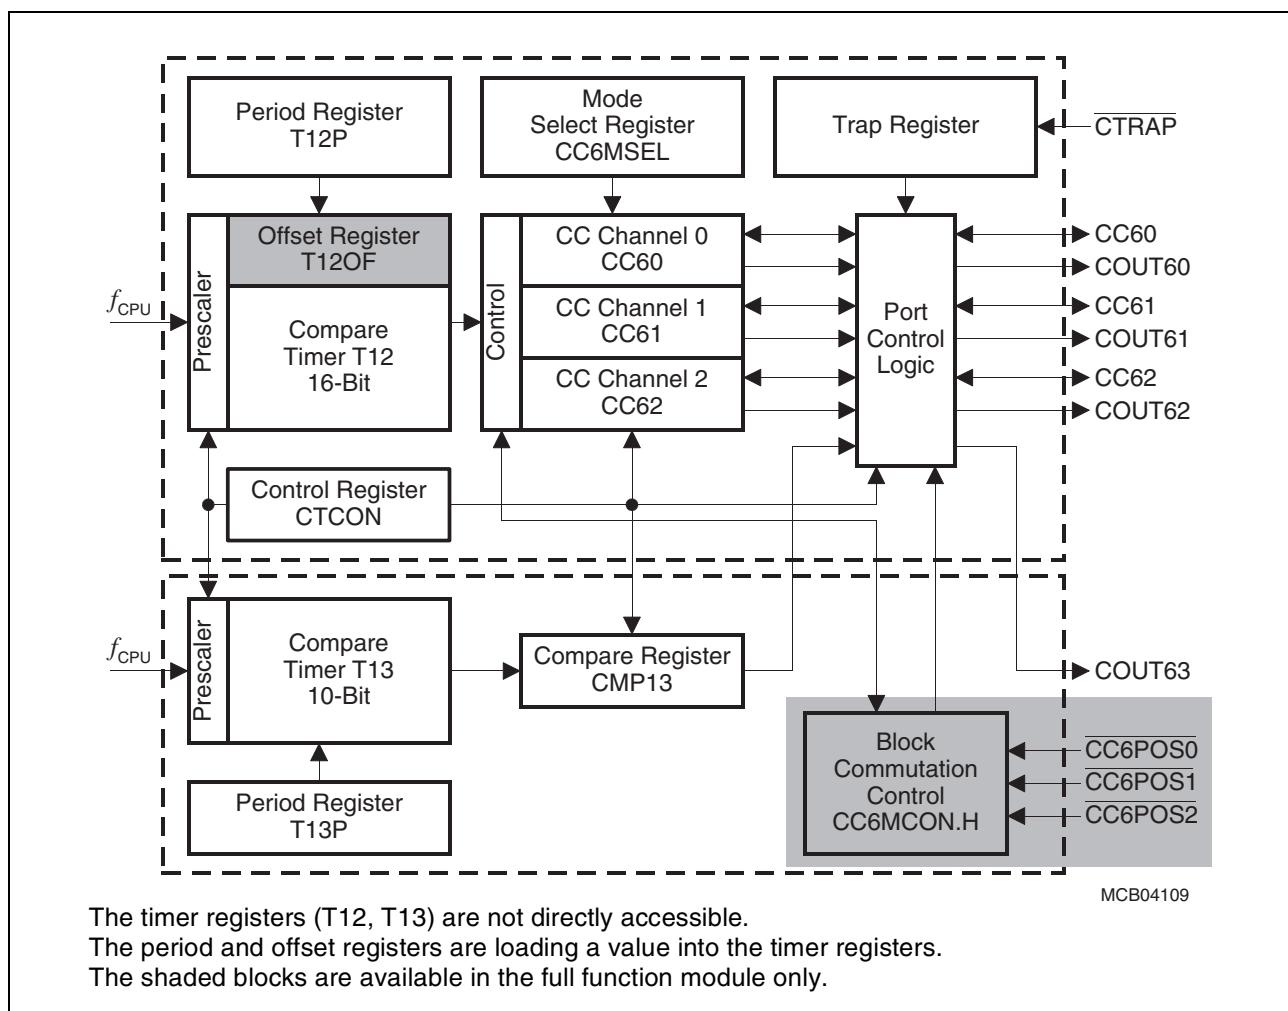 Period Register
T12P
Mode
Select Register
CC6MSEL
Trap Register
CTRAP
Prescaler
Offset Register
T12OF
Compare
Timer T12
16-Bit
fCPU
Control
CC Channel 0
CC60
CC Channel 1
CC61
CC Channel 2
CC62
Port
Control
Logic
CC60
COUT60
CC61
COUT61
CC62
COUT62
Control Register
CTCON
fCPU
Prescaler
Compare
Timer T13
10-Bit
Compare Register
CMP13
COUT63
Period Register
T13P
Block
Commutation
Control
CC6MCON.H
CC6POS0
CC6POS1
CC6POS2
MCB04109
The timer registers (T12, T13) are not directly accessible.
The period and offset registers are loading a value into the timer registers.
The shaded blocks are available in the full function module only.